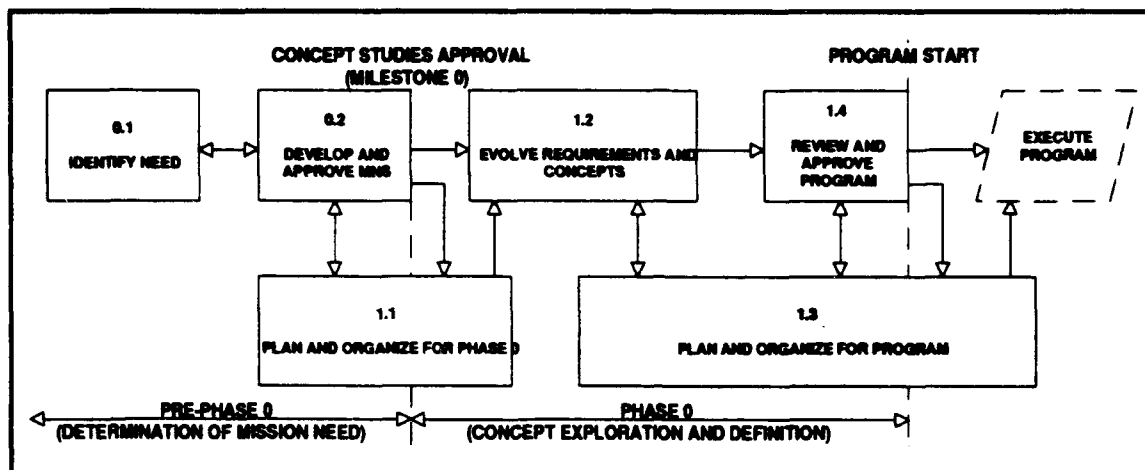 CONCEPT STUDIES APPROVAL
(MILESTONE 0)
PROGRAM START
0.1
IDENTIFY NEED
0.2
DEVELOP AND
APPROVE MNS
1.2
EVOLVE REQUIREMENTS AND
CONCEPTS
1.4
REVIEW AND
APPROVE
PROGRAM
EXECUTE
PROGRAM
1.1
PLAN AND ORGANIZE FOR PHASE 0
1.3
PLAN AND ORGANIZE FOR PROGRAM
PRE-PHASE 0
(DETERMINATION OF MISSION NEED)
PHASE 0
(CONCEPT EXPLORATION AND DEFINITION)